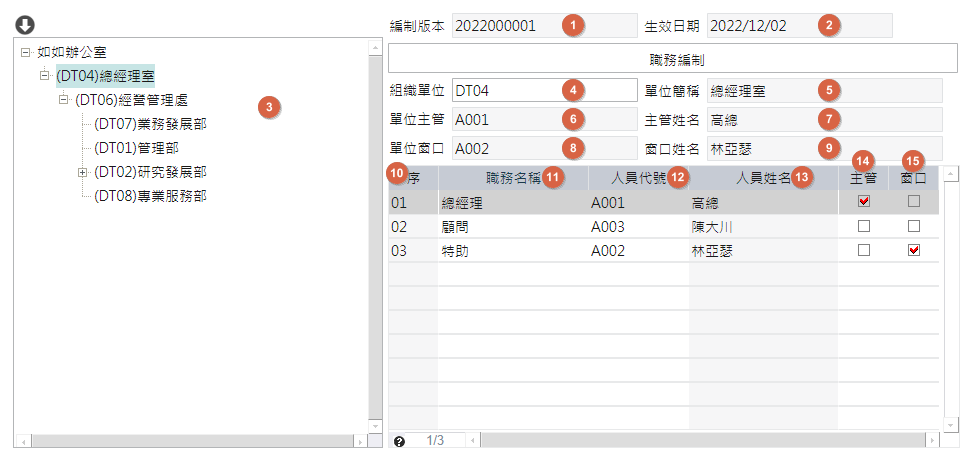 編制版本 2022000001 1 生效日期 2022/12/02 2
職務編制
如如辦公室
(DT04)總經理室
(DT06)經營管理處
(DT07)業務發展部
(DT01)管理部
(DT02)研究發展部
(DT08)專業服務部
3
組織單位 DT04 4 單位簡稱 總經理室 5
單位主管 A001 6 主管姓名 高總 7
單位窗口 A002 8 窗口姓名 林亞瑟 9
10 序 職務名稱 11 人員代號 12 人員姓名 13 14 主管 15 窗口
01 總經理 A001 高總
02 顧問 A003 陳大川
03 特助 A002 林亞瑟
? 1/3